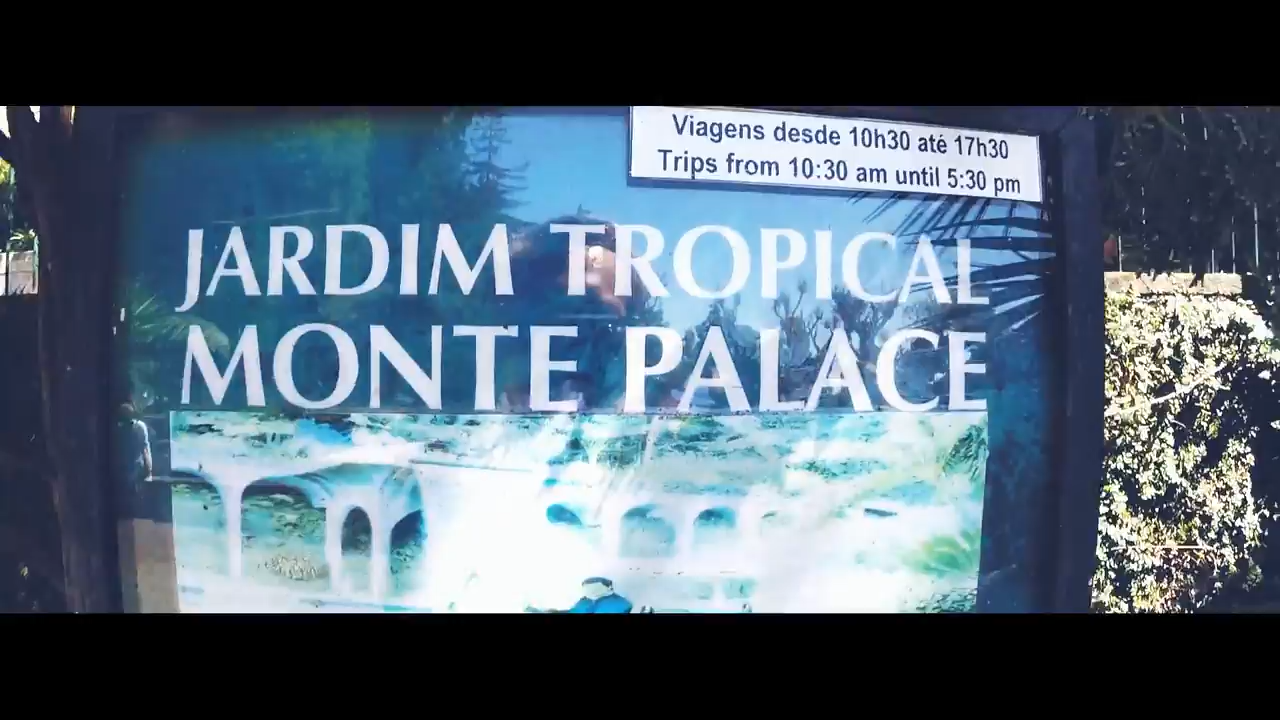 Viagens desde 10h30 até 17h30
Trips from 10:30 am until 5:30 pm
JARDIM TROPICAL
MONTE PALACE